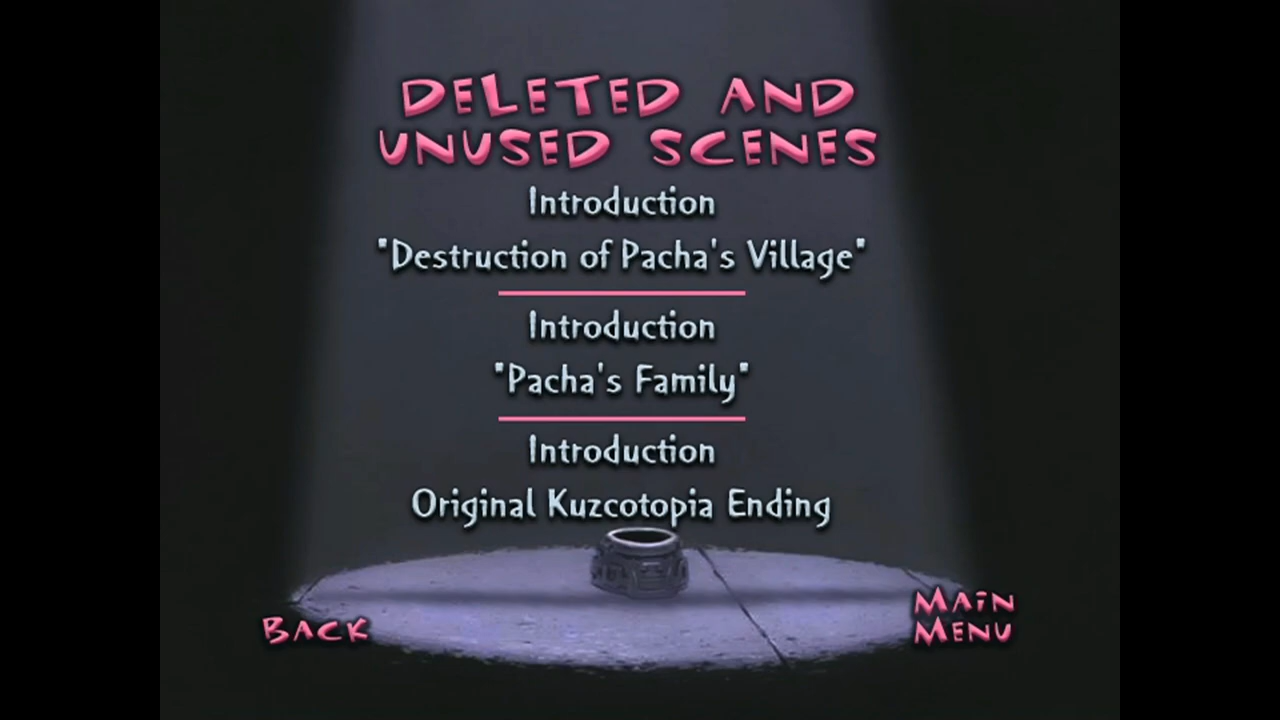 DELETED AND
UNUSED SCENES
Introduction
"Destruction of Pacha's Village"
Introduction
"Pacha's Family"
Introduction
Original Kuzcotopia Ending
BACK
MAiN
MENU